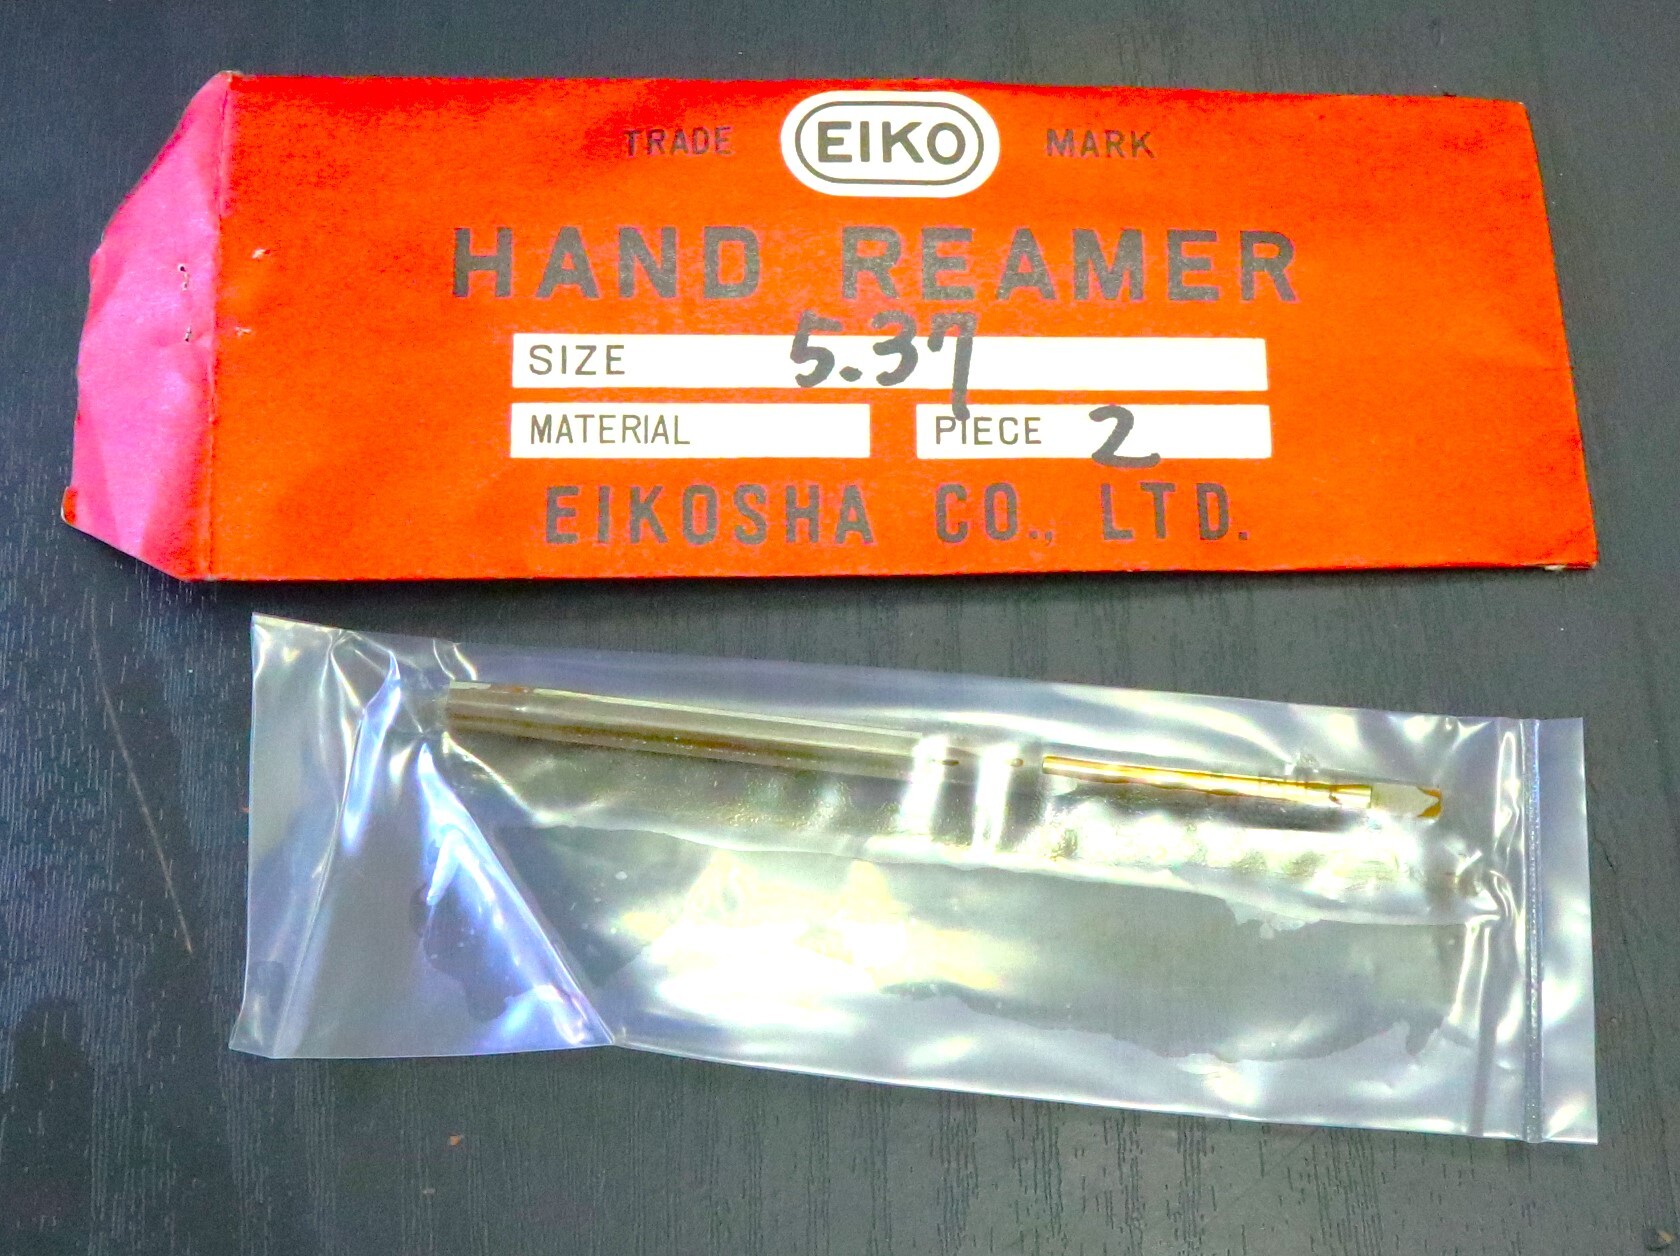 TRADE EIKO MARK
HAND REAMER
SIZE 5.37
MATERIAL PIECE 2
EIKOSHA CO., LTD.